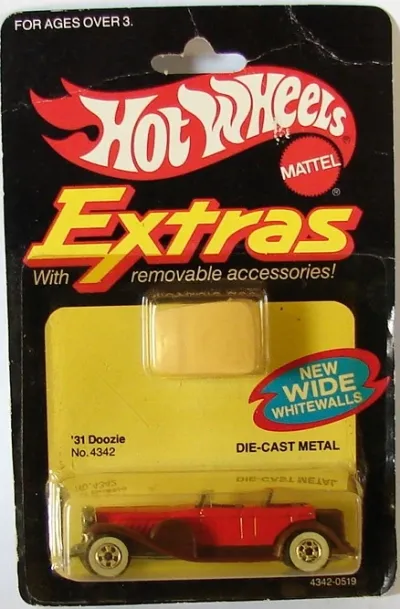 FOR AGES OVER 3.
HOT WHEELS
®
MATTEL
®
Extras
With removable accessories!
NEW
WIDE
WHITEWALLS
'31 Doozie
No. 4342
DIE-CAST METAL
4342-0519